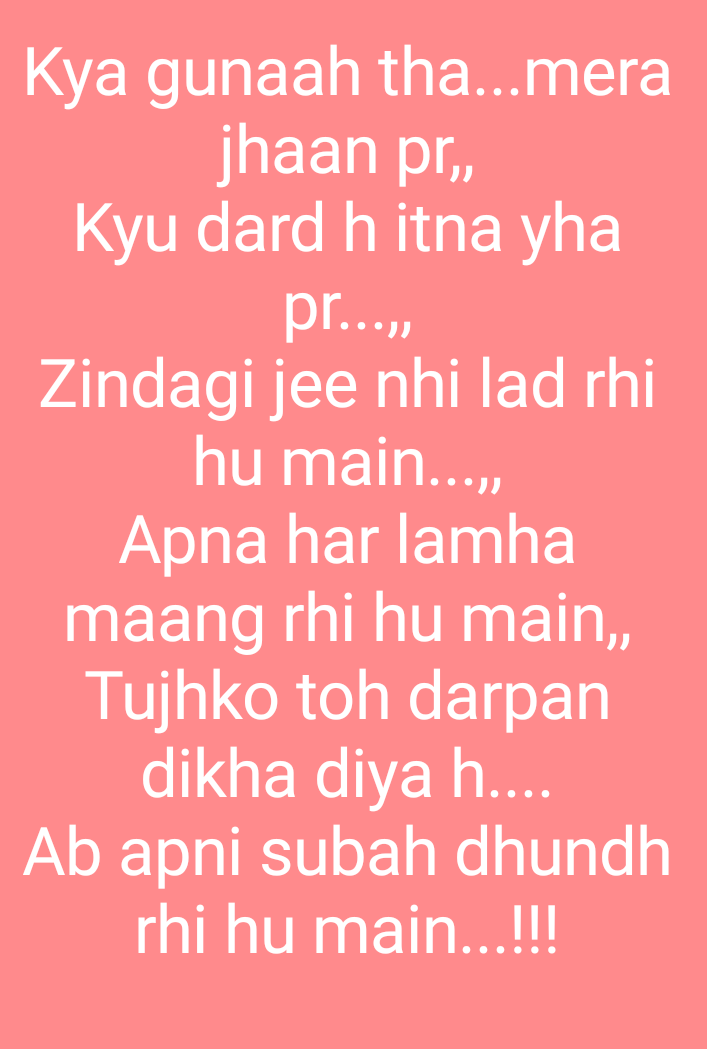 Kya gunaah tha...mera
jhaan pr,,
Kyu dard h itna yha
pr...,,
Zindagi jee nhi lad rhi
hu main...,,
Apna har lamha
maang rhi hu main,,
Tujhko toh darpan
dikha diya h....
Ab apni subah dhundh
rhi hu main...!!!